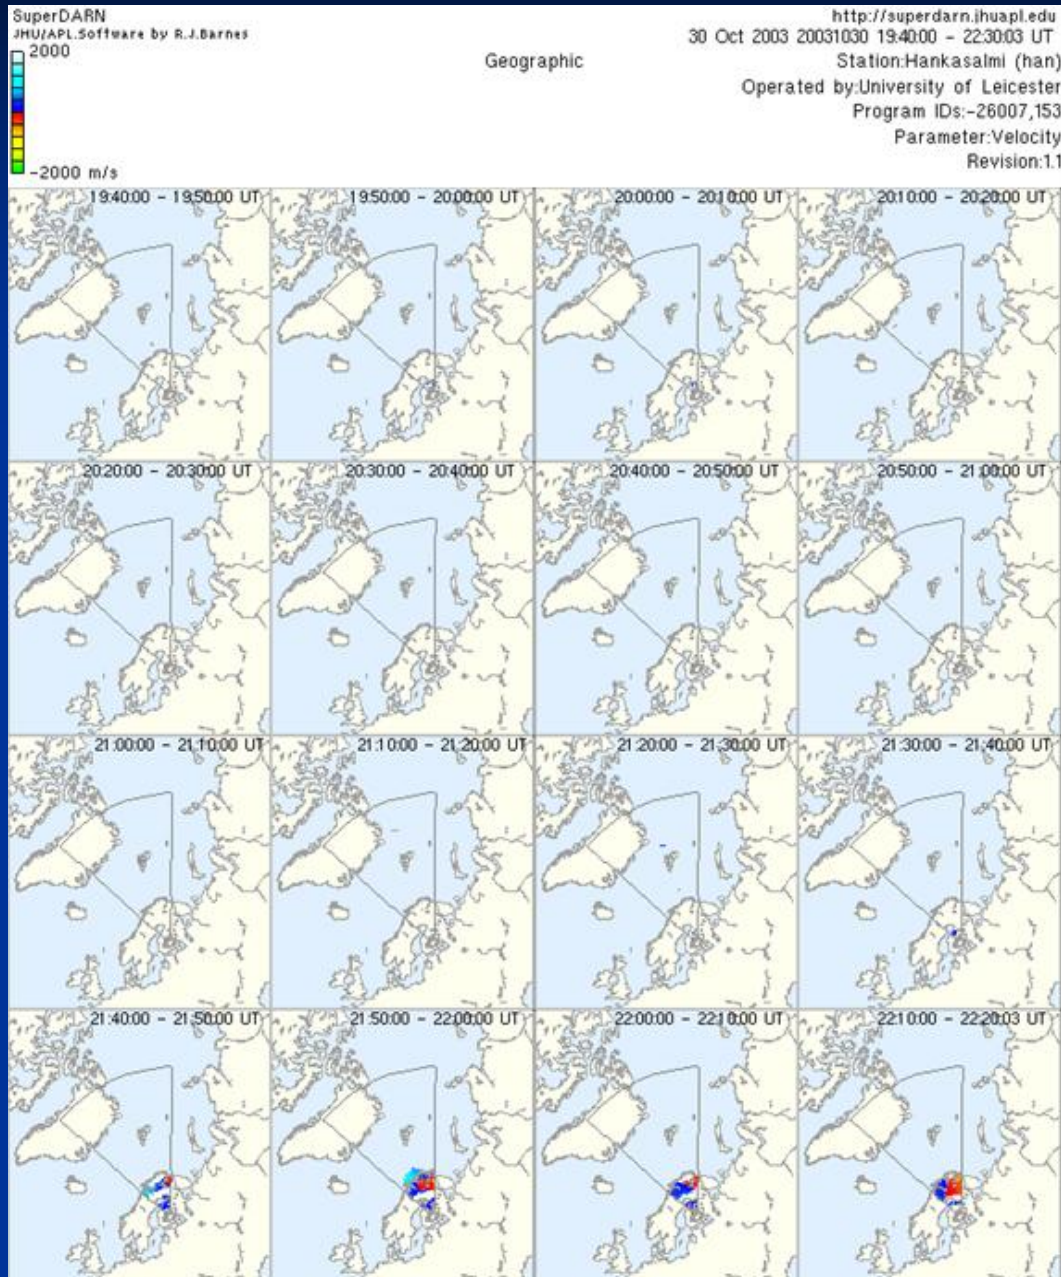 SuperDARN
JHU/APL.Software by R.J.Barnes
2000
-2000 m/s
Geographic
http://superdarn.jhuapl.edu
30 Oct 2003 20031030 19:40:00 - 22:30:03 UT
Station:Hankasalmi (han)
Operated by:University of Leicester
Program IDs:-26007,153
Parameter:Velocity
Revision:1.1
19:40:00 - 19:50:00 UT
19:50:00 - 20:00:00 UT
20:00:00 - 20:10:00 UT
20:10:00 - 20:20:00 UT
20:20:00 - 20:30:00 UT
20:30:00 - 20:40:00 UT
20:40:00 - 20:50:00 UT
20:50:00 - 21:00:00 UT
21:00:00 - 21:10:00 UT
21:10:00 - 21:20:00 UT
21:20:00 - 21:30:00 UT
21:30:00 - 21:40:00 UT
21:40:00 - 21:50:00 UT
21:50:00 - 22:00:00 UT
22:00:00 - 22:10:00 UT
22:10:00 - 22:20:03 UT